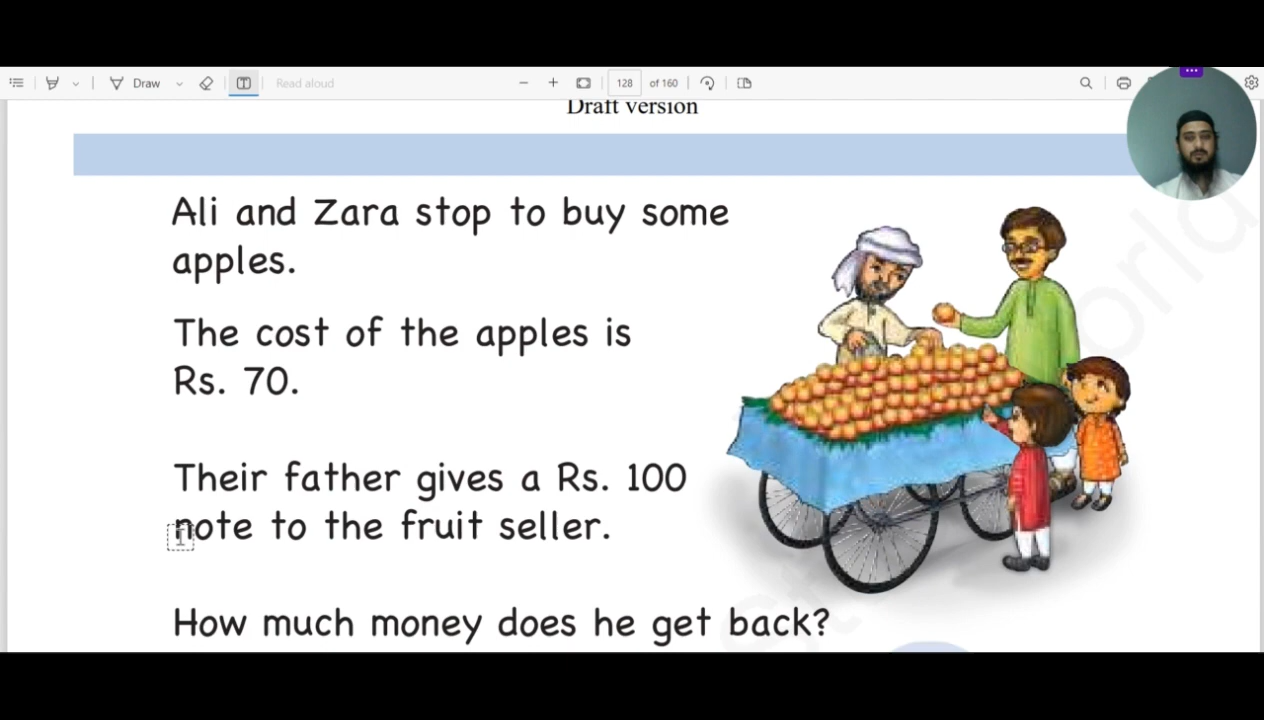 Draw
Read aloud
128
of 160
Draft version
Ali and Zara stop to buy some
apples.
The cost of the apples is
Rs. 70.
Their father gives a Rs. 100
note to the fruit seller.
How much money does he get back?